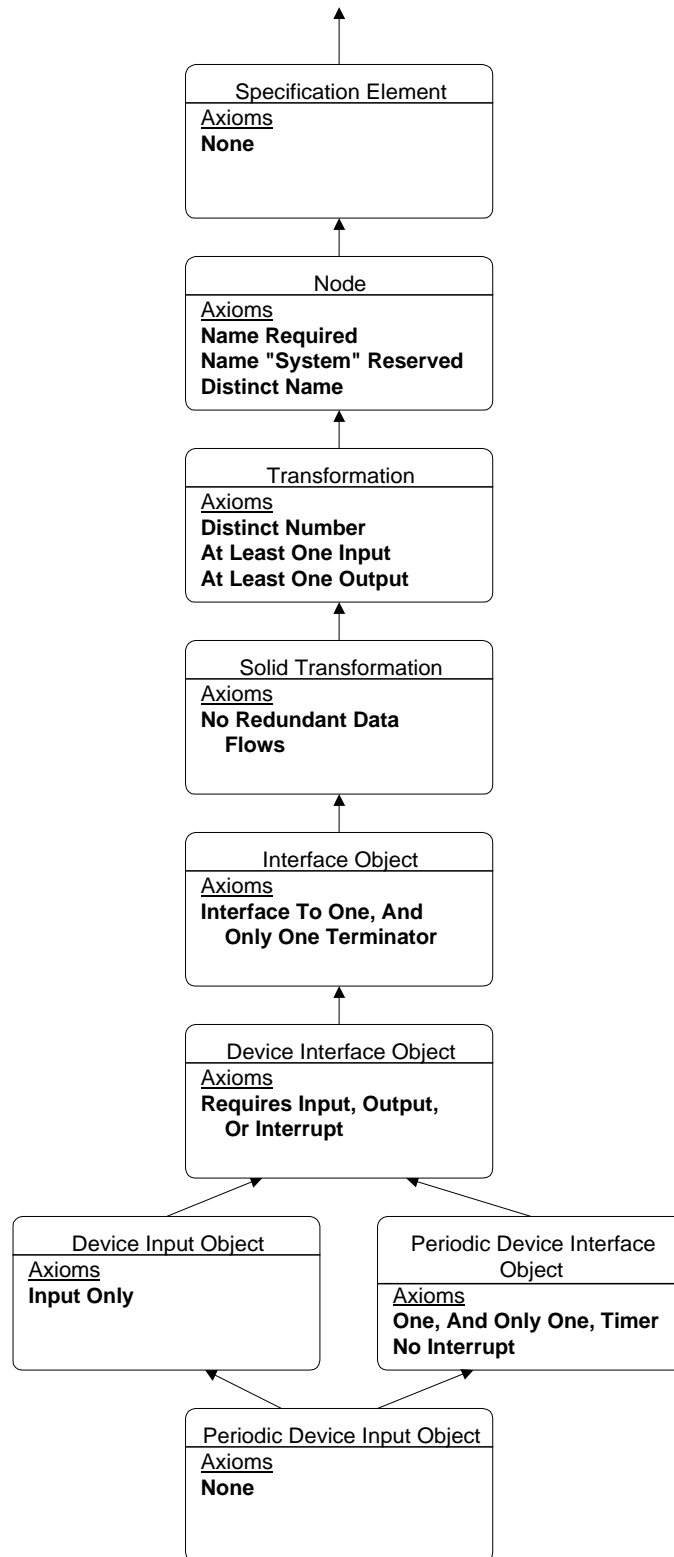 Specification Element
Axioms
None
Node
Axioms
Name Required
Name "System" Reserved
Distinct Name
Transformation
Axioms
Distinct Number
At Least One Input
At Least One Output
Solid Transformation
Axioms
No Redundant Data
Flows
Interface Object
Axioms
Interface To One, And
Only One Terminator
Device Interface Object
Axioms
Requires Input, Output,
Or Interrupt
Device Input Object
Axioms
Input Only
Periodic Device Interface
Object
Axioms
One, And Only One, Timer
No Interrupt
Periodic Device Input Object
Axioms
None